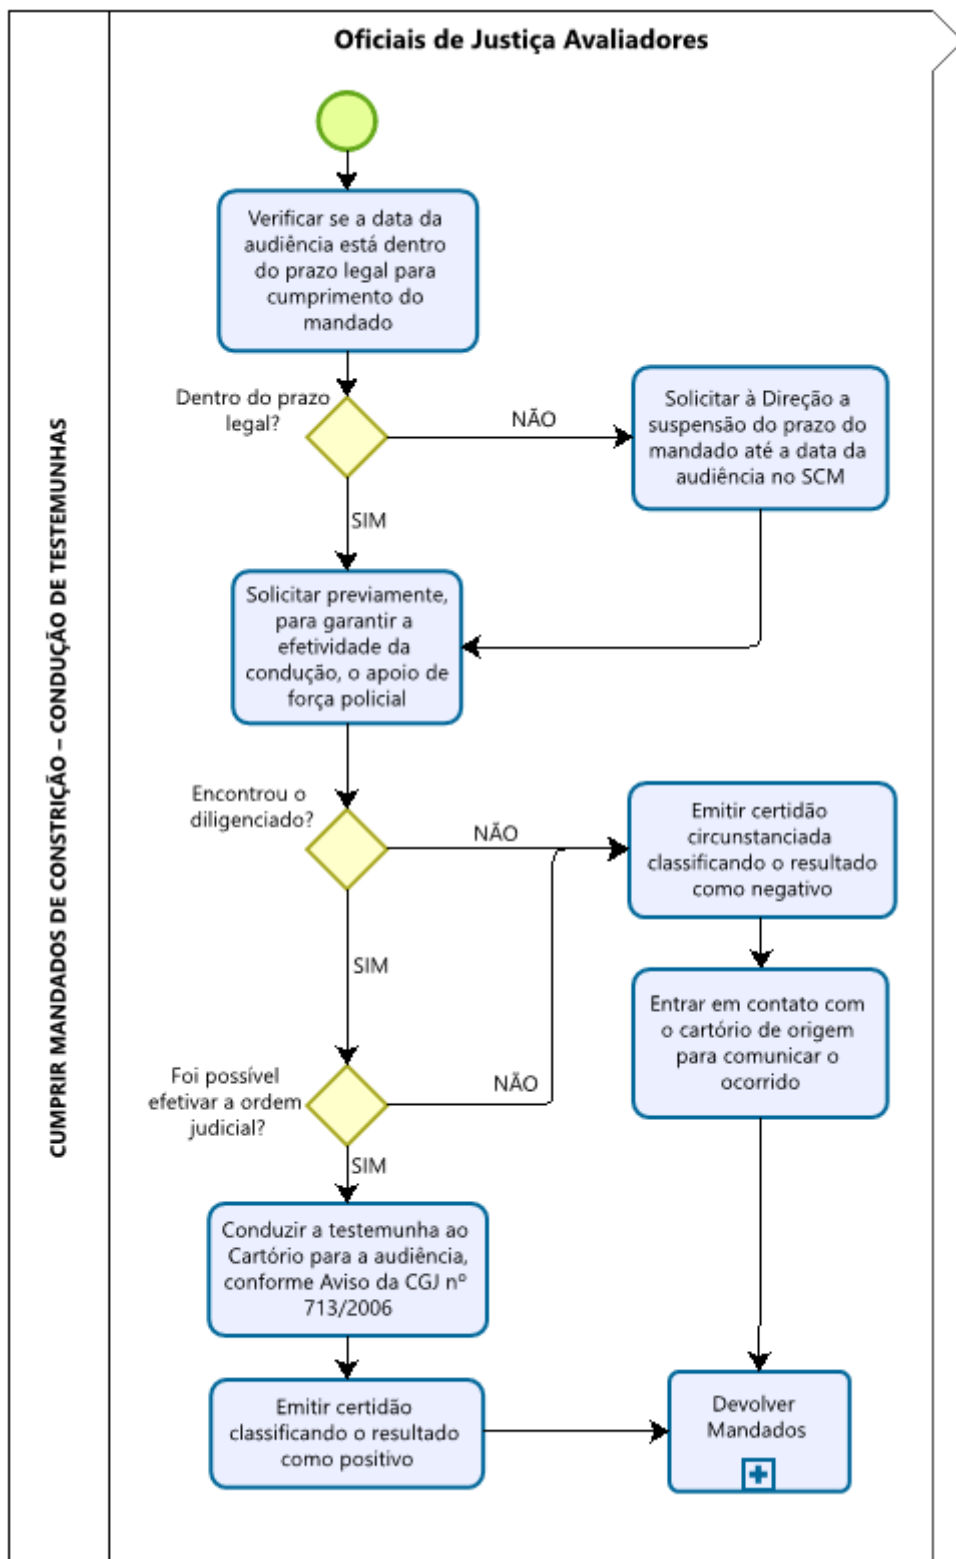 Oficiais de Justiça Avaliadores
CUMPRIR MANDADOS DE CONSTRIÇÃO – CONDUÇÃO DE TESTEMUNHAS
Verificar se a data da
audiência está dentro
do prazo legal para
cumprimento do
mandado
Dentro do prazo
legal?
NÃO
Solicitar à Direção a
suspensão do prazo do
mandado até a data da
audiência no SCM
SIM
Solicitar previamente,
para garantir a
efetividade da
condução, o apoio de
força policial
Encontrou o
diligenciado?
NÃO
Emitir certidão
circunstanciada
classificando o resultado
como negativo
SIM
Entrar em contato com
o cartório de origem
para comunicar o
ocorrido
Foi possível
efetivar a ordem
judicial?
NÃO
SIM
Conduzir a testemunha ao
Cartório para a audiência,
conforme Aviso da CGJ nº
713/2006
Emitir certidão
classificando o resultado
como positivo
Devolver
Mandados